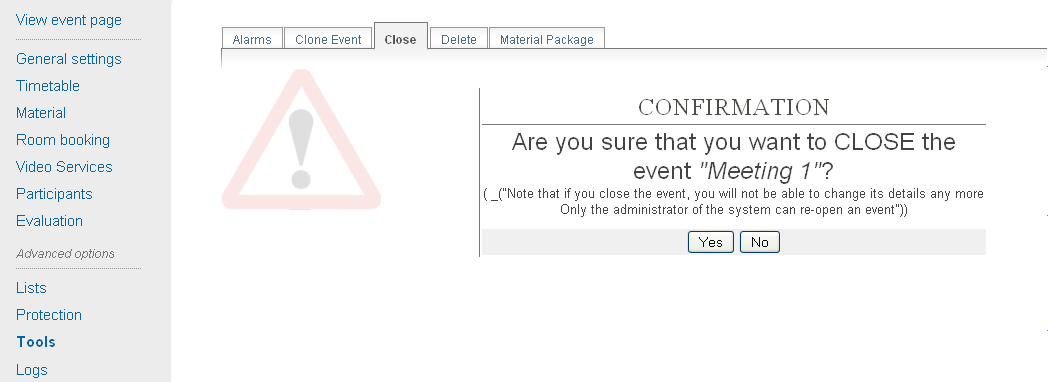 View event page
General settings
Timetable
Material
Room booking
Video Services
Participants
Evaluation
Advanced options
Lists
Protection
Tools
Logs
Alarms
Clone Event
Close
Delete
Material Package
CONFIRMATION
Are you sure that you want to CLOSE the
event "Meeting 1"?
( _("Note that if you close the event, you will not be able to change its details any more
Only the administrator of the system can re-open an event"))
Yes No